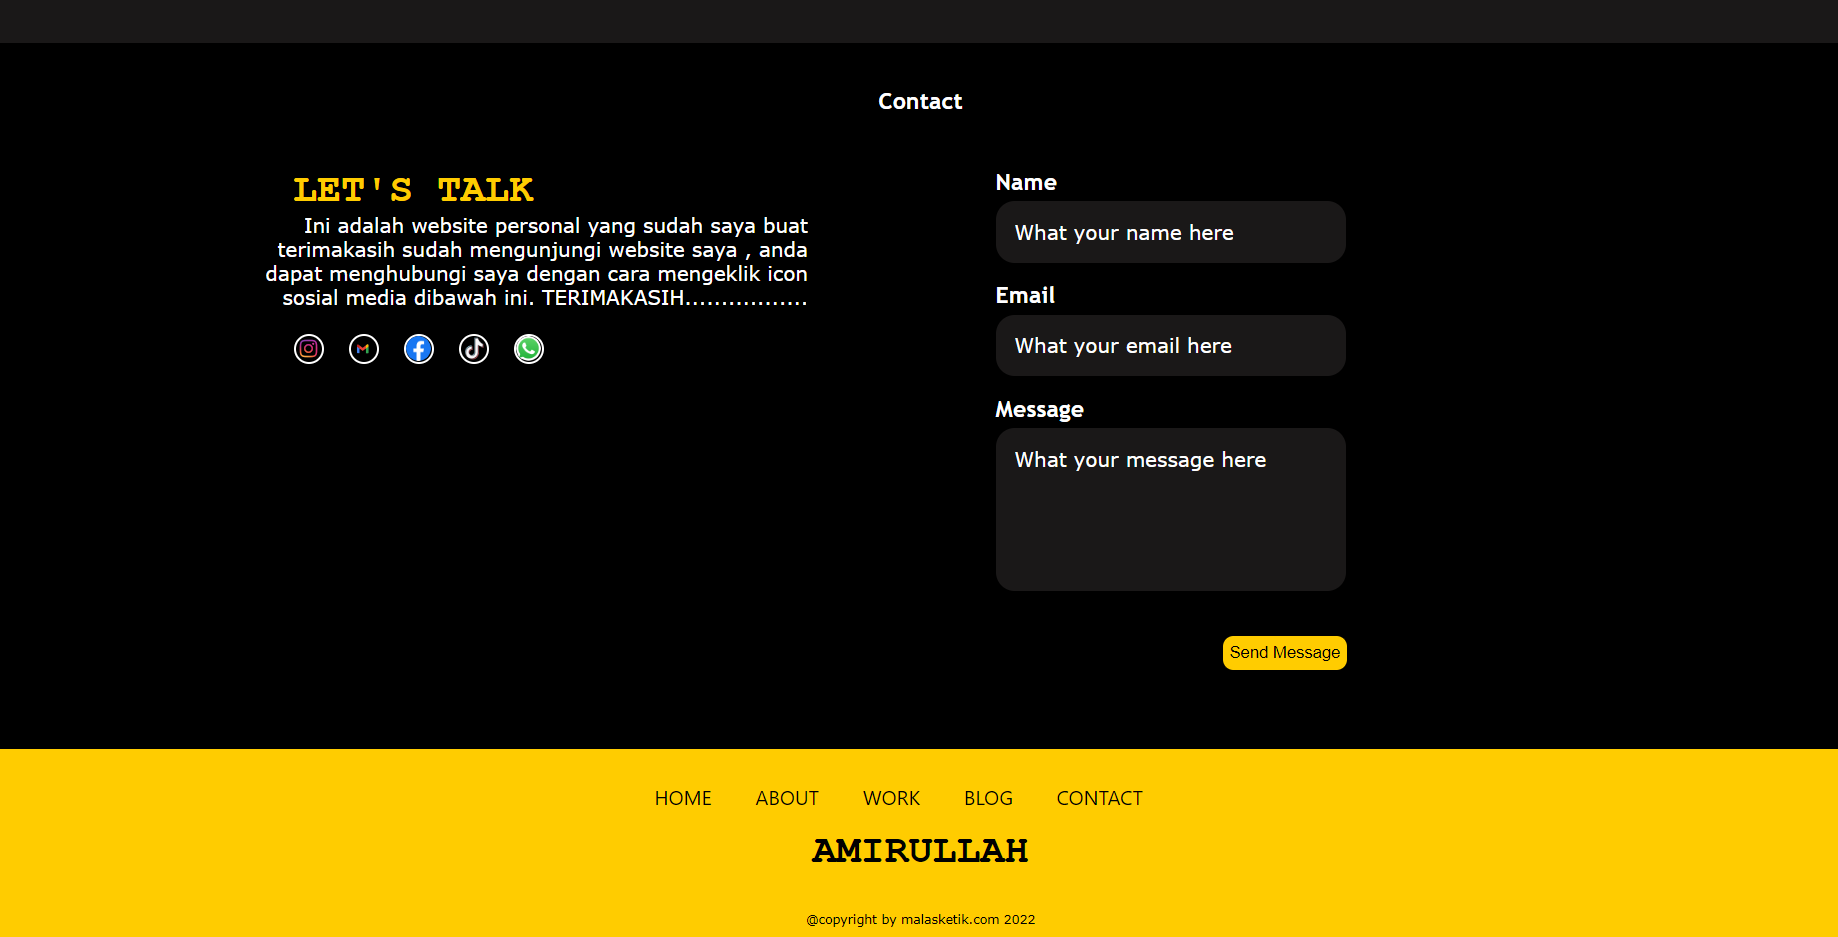 Contact
LET'S TALK
Ini adalah website personal yang sudah saya buat
terimakasih sudah mengunjungi website saya , anda
dapat menghubungi saya dengan cara mengeklik icon
sosial media dibawah ini. TERIMAKASIH.................
Name
What your name here
Email
What your email here
Message
What your message here
Send Message
HOME ABOUT WORK BLOG CONTACT
AMIRULLAH
@copyright by malasketik.com 2022